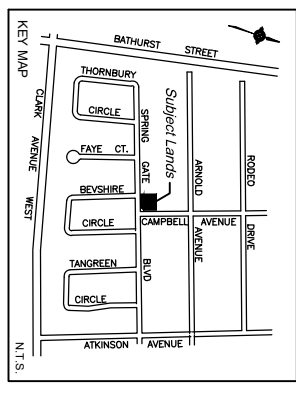 BATHURST STREET
THORNBURY
CIRCLE
FAYE CT.
BEVSHIRE
CIRCLE
TANGREEN
CIRCLE
SPRING GATE BLVD
Subject Lands
ARNOLD AVENUE
RODEO DRIVE
CAMPBELL AVENUE
ATKINSON AVENUE
CLARK AVENUE WEST
KEY MAP
N.T.S.